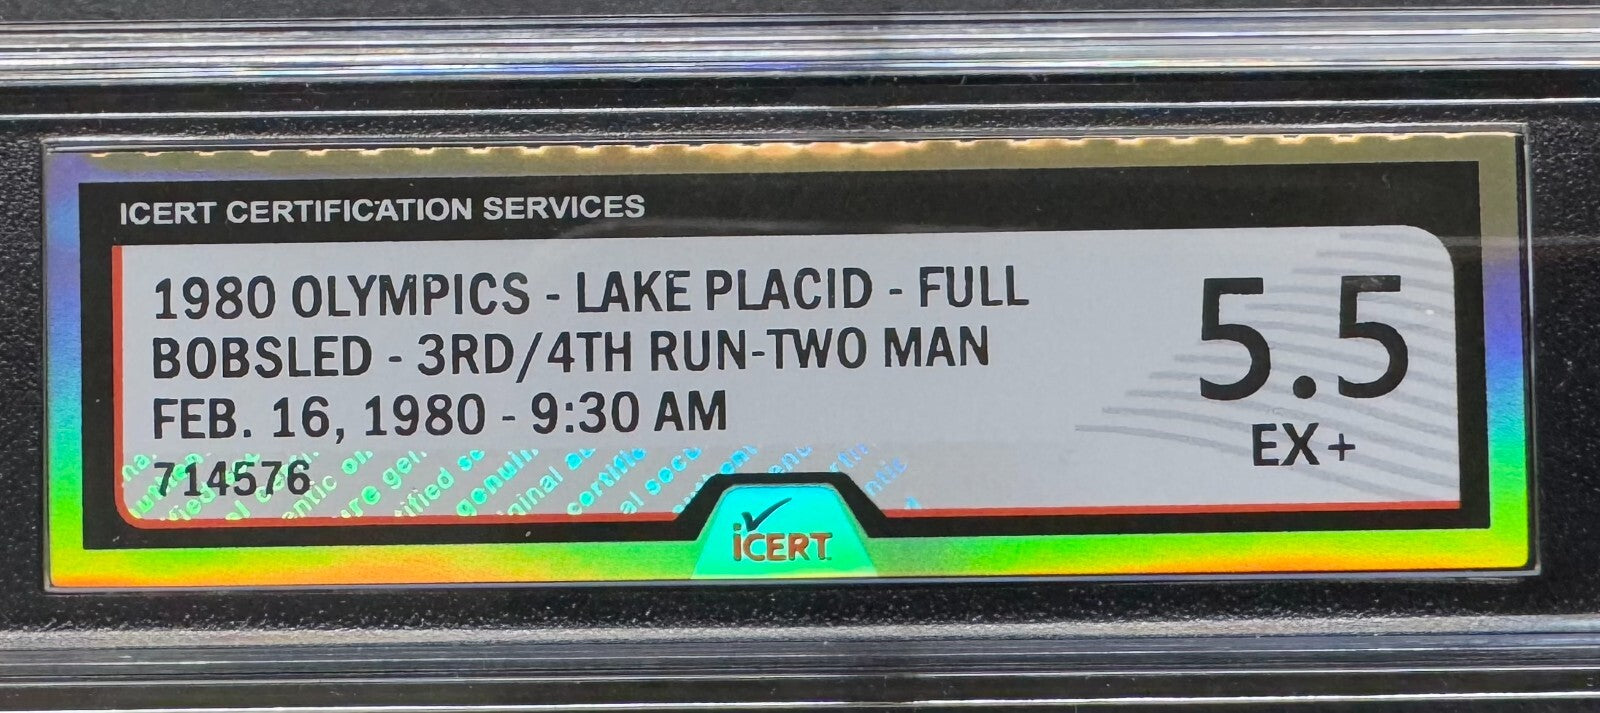 ICERT CERTIFICATION SERVICES
1980 OLYMPICS - LAKE PLACID - FULL
BOBSLED - 3RD/4TH RUN-TWO MAN
FEB. 16, 1980 - 9:30 AM
714576
5.5
EX+
iCERT